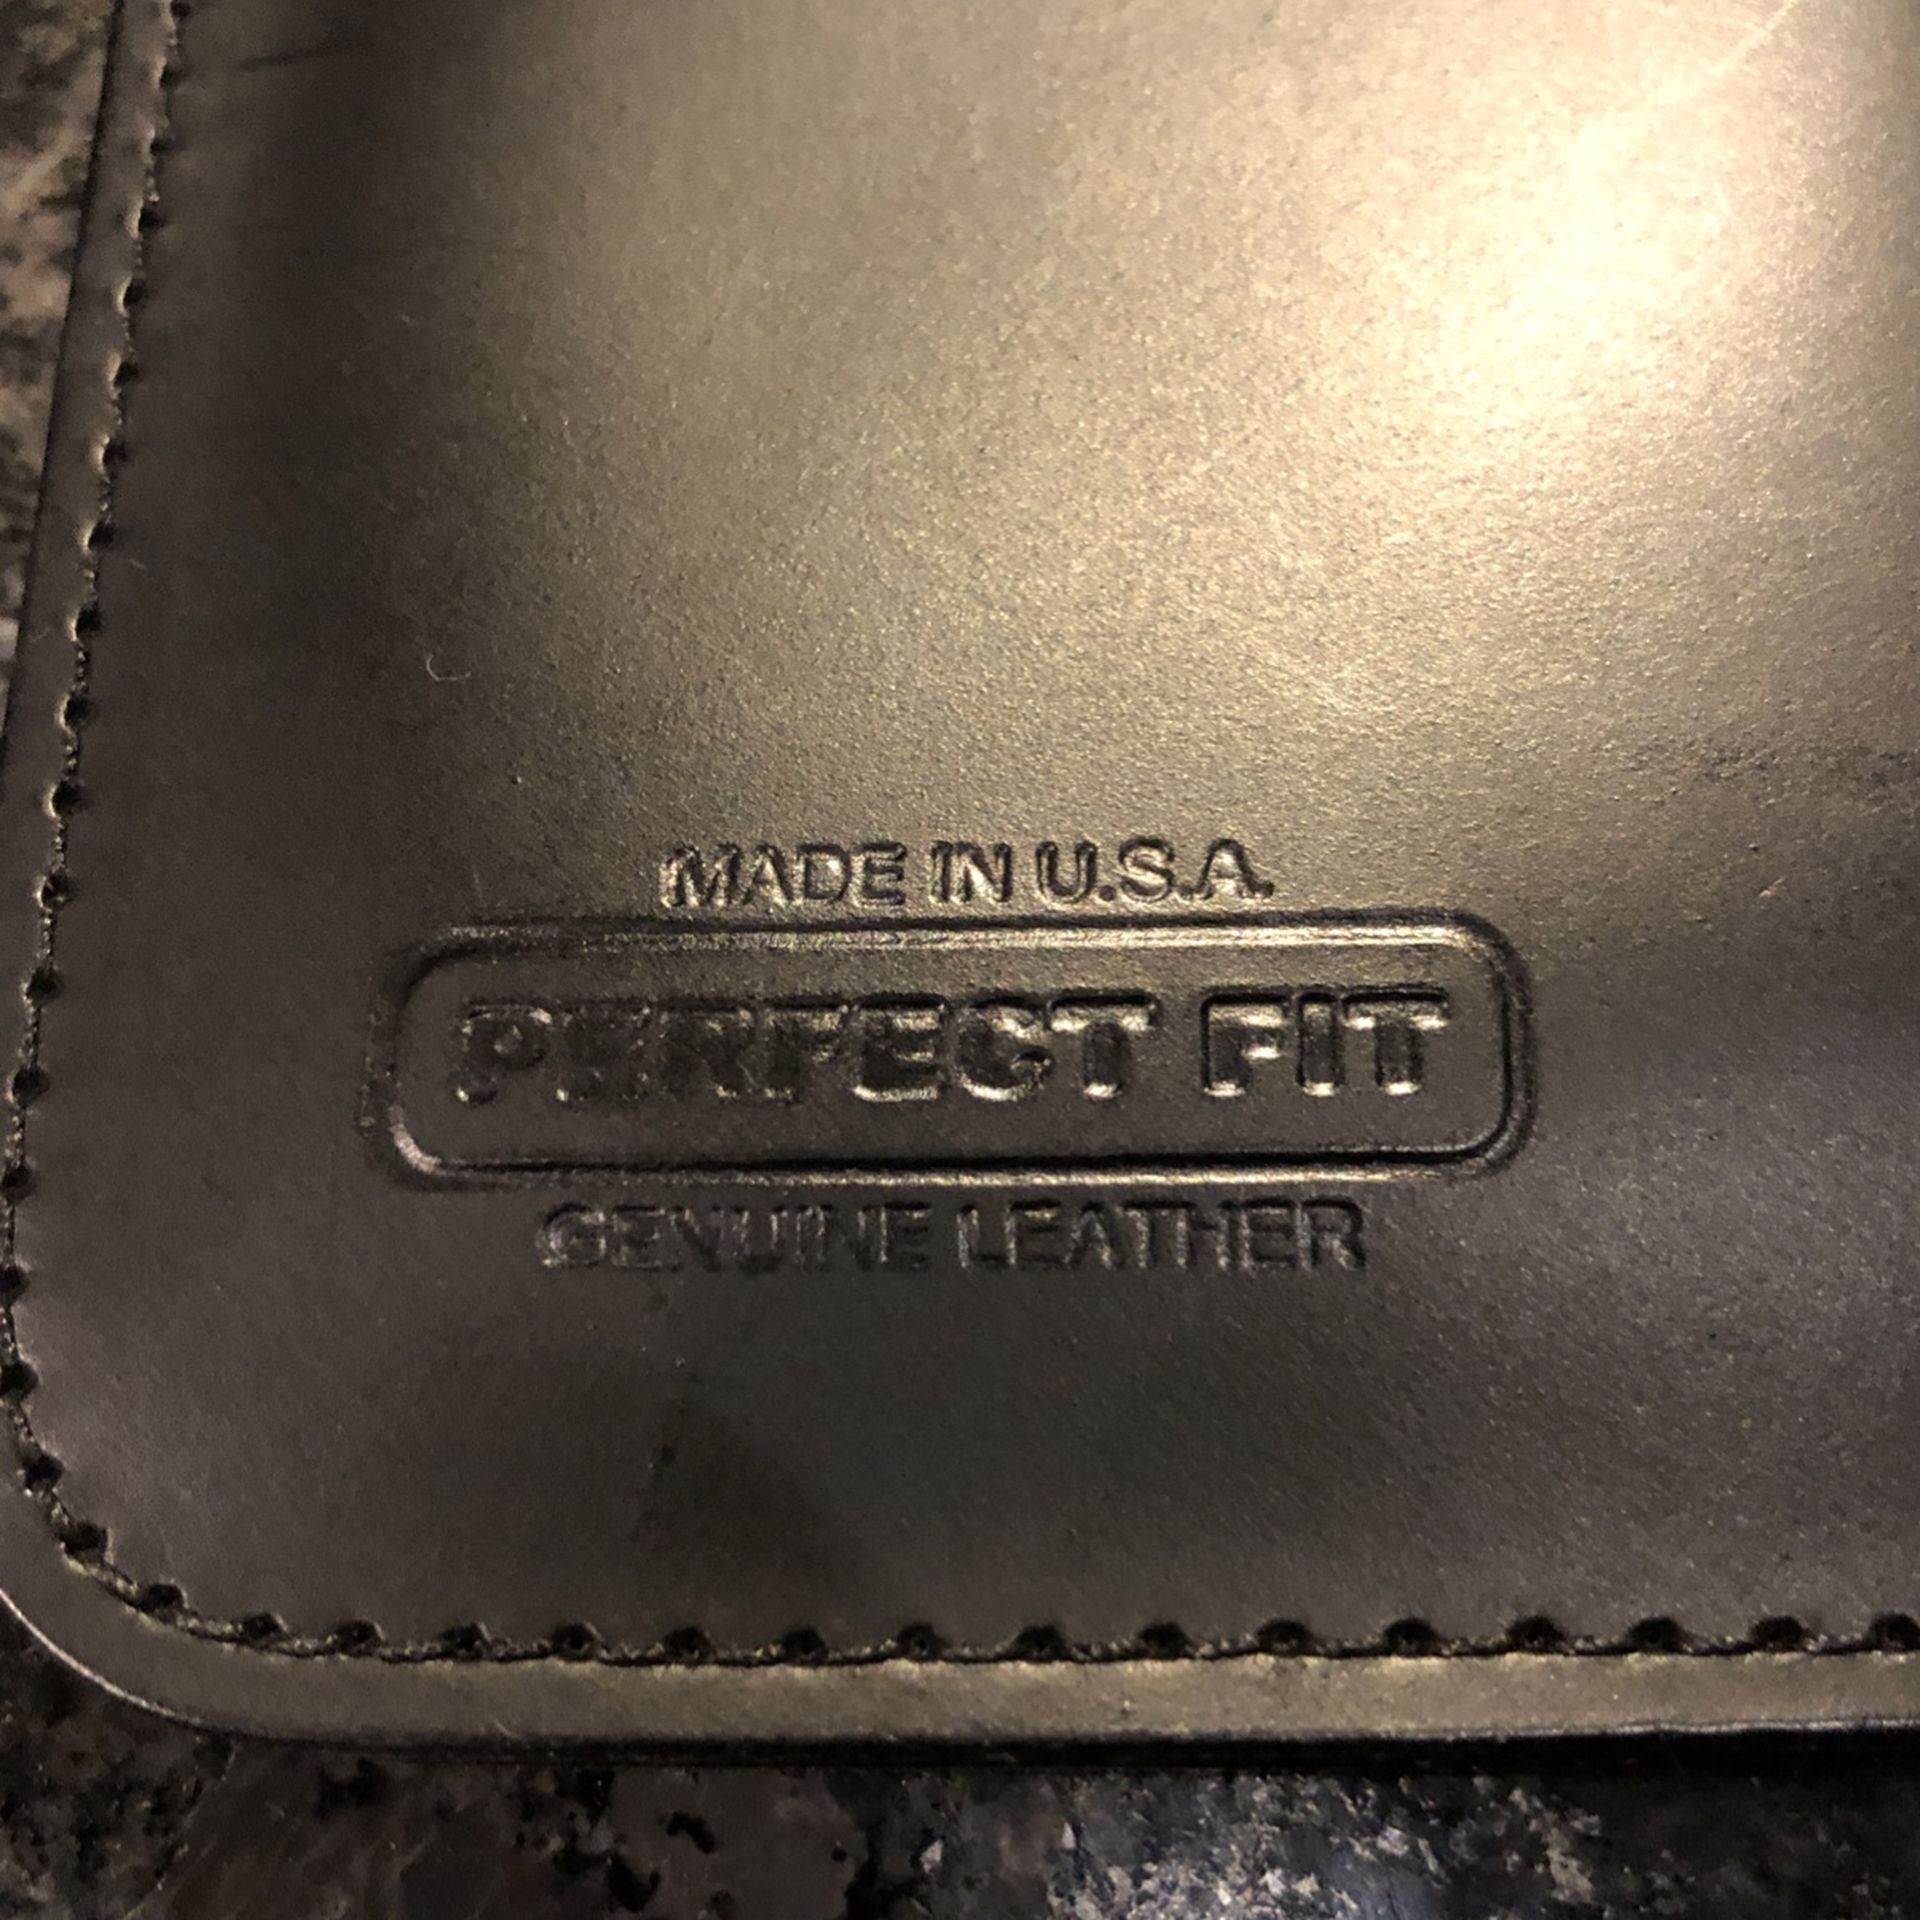 MADE IN U.S.A.
PERFECT FIT
GENUINE LEATHER